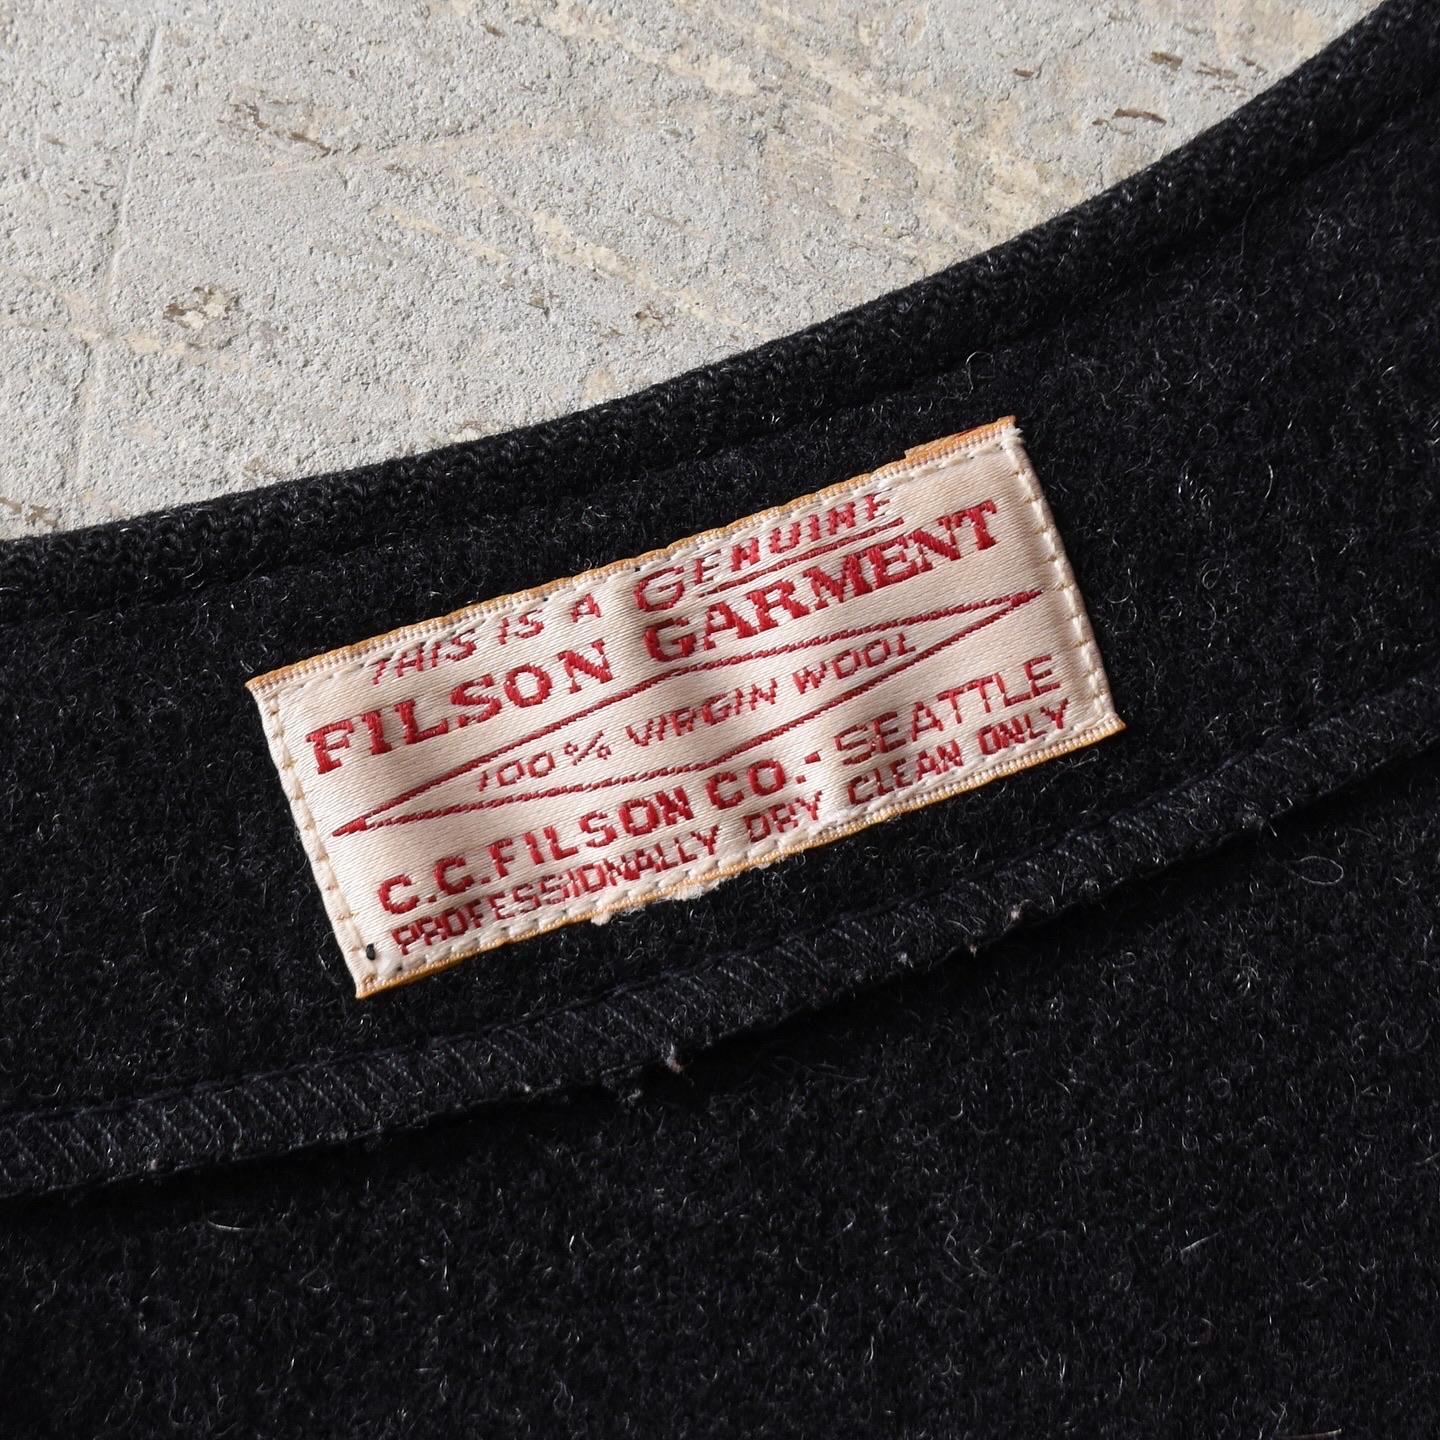 THIS IS A GENUINE
FILSON GARMENT
100% VIRGIN WOOL
C.C. FILSON CO. - SEATTLE
PROFESSIONALLY DRY CLEAN ONLY